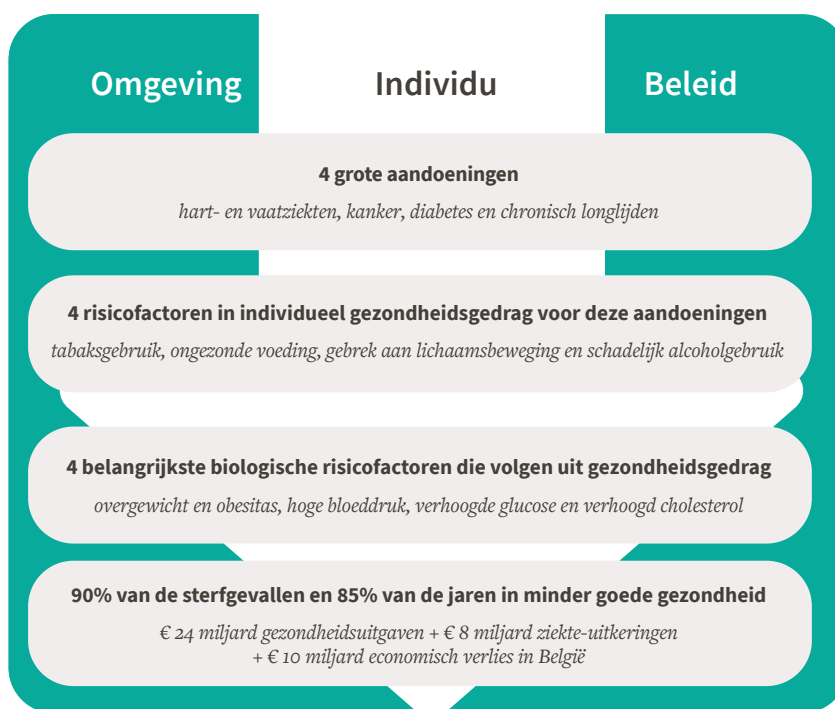 Omgeving Individu Beleid
4 grote aandoeningen
hart- en vaatziekten, kanker, diabetes en chronisch longlijden
4 risicofactoren in individueel gezondheidsgedrag voor deze aandoeningen
tabaksgebruik, ongezonde voeding, gebrek aan lichaamsbeweging en schadelijk alcoholgebruik
4 belangrijkste biologische risicofactoren die volgen uit gezondheidsgedrag
overgewicht en obesitas, hoge bloeddruk, verhoogde glucose en verhoogd cholesterol
90% van de sterfgevallen en 85% van de jaren in minder goede gezondheid
€ 24 miljard gezondheidsuitgaven + € 8 miljard ziekte-uitkeringen
+ € 10 miljard economisch verlies in België